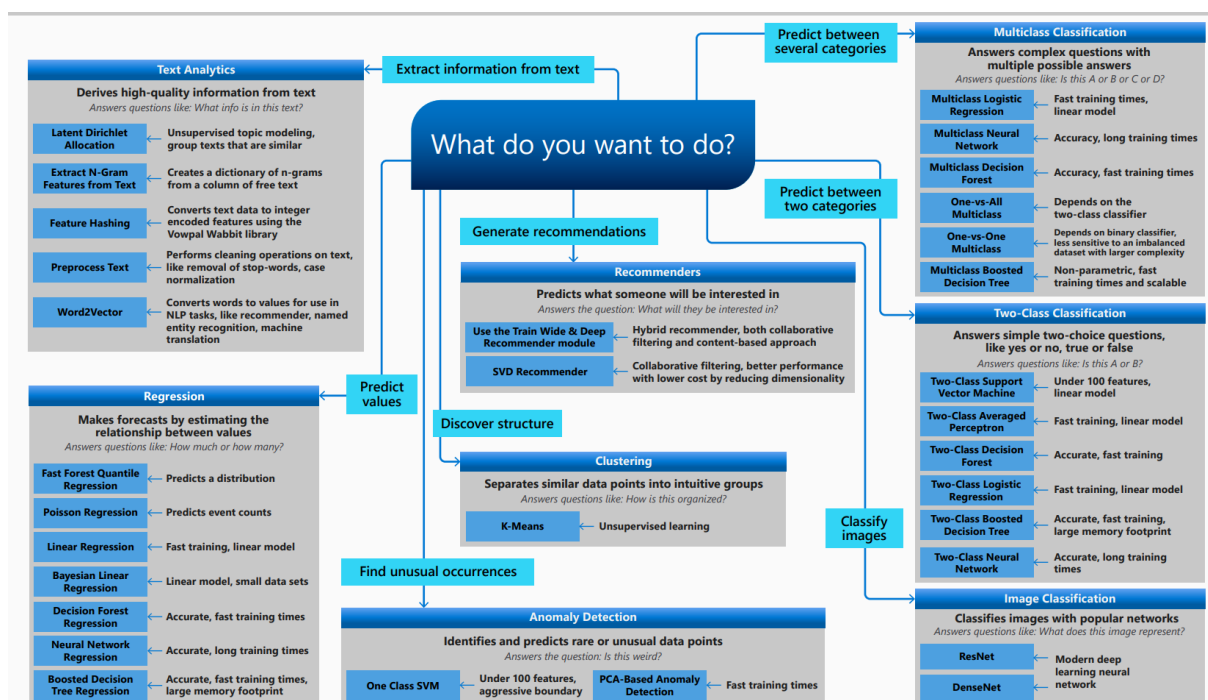 What do you want to do?
Extract information from text
Text Analytics
Derives high-quality information from text
Answers questions like: What info is in this text?
Latent Dirichlet
Allocation
Unsupervised topic modeling,
group texts that are similar
Extract N-Gram
Features from Text
Creates a dictionary of n-grams
from a column of free text
Feature Hashing
Converts text data to integer
encoded features using the
Vowpal Wabbit library
Preprocess Text
Performs cleaning operations on text,
like removal of stop-words, case
normalization
Word2Vector
Converts words to values for use in
NLP tasks, like recommender, named
entity recognition, machine
translation
Predict
values
Regression
Makes forecasts by estimating the
relationship between values
Answers questions like: How much or how many?
Fast Forest Quantile
Regression
Predicts a distribution
Poisson Regression
Predicts event counts
Linear Regression
Fast training, linear model
Bayesian Linear
Regression
Linear model, small data sets
Decision Forest
Regression
Accurate, fast training times
Neural Network
Regression
Accurate, long training times
Boosted Decision
Tree Regression
Accurate, fast training times,
large memory footprint
Generate recommendations
Recommenders
Predicts what someone will be interested in
Answers the question: What will they be interested in?
Use the Train Wide & Deep
Recommender module
Hybrid recommender, both collaborative
filtering and content-based approach
SVD Recommender
Collaborative filtering, better performance
with lower cost by reducing dimensionality
Discover structure
Clustering
Separates similar data points into intuitive groups
Answers questions like: How is this organized?
K-Means
Unsupervised learning
Find unusual occurrences
Anomaly Detection
Identifies and predicts rare or unusual data points
Answers the question: Is this weird?
One Class SVM
Under 100 features,
aggressive boundary
PCA-Based Anomaly
Detection
Fast training times
Predict between
several categories
Multiclass Classification
Answers complex questions with
multiple possible answers
Answers questions like: Is this A or B or C or D?
Multiclass Logistic
Regression
Fast training times,
linear model
Multiclass Neural
Network
Accuracy, long training times
Multiclass Decision
Forest
Accuracy, fast training times
One-vs-All
Multiclass
Depends on the
two-class classifier
One-vs-One
Multiclass
Depends on binary classifier,
less sensitive to an imbalanced
dataset with larger complexity
Multiclass Boosted
Decision Tree
Non-parametric, fast
training times and scalable
Predict between
two categories
Two-Class Classification
Answers simple two-choice questions,
like yes or no, true or false
Answers questions like: Is this A or B?
Two-Class Support
Vector Machine
Under 100 features,
linear model
Two-Class Averaged
Perceptron
Fast training, linear model
Two-Class Decision
Forest
Accurate, fast training
Two-Class Logistic
Regression
Fast training, linear model
Two-Class Boosted
Decision Tree
Accurate, fast training,
large memory footprint
Two-Class Neural
Network
Accurate, long training
times
Classify
images
Image Classification
Classifies images with popular networks
Answers questions like: What does this image represent?
ResNet
DenseNet
Modern deep
learning neural
network